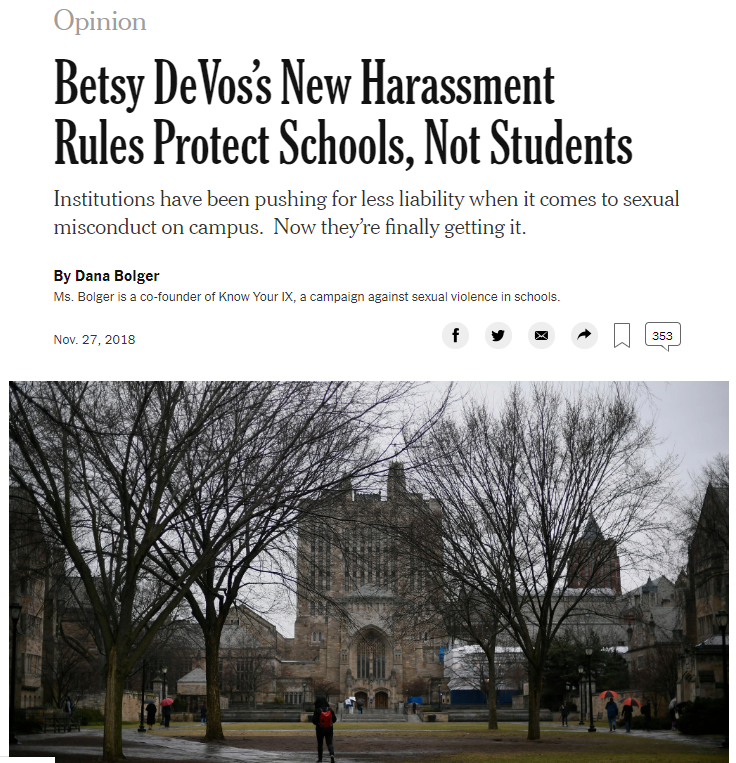 Opinion
Betsy DeVos’s New Harassment
Rules Protect Schools, Not Students
Institutions have been pushing for less liability when it comes to sexual
misconduct on campus.  Now they’re finally getting it.
By Dana Bolger
Ms. Bolger is a co-founder of Know Your IX, a campaign against sexual violence in schools.
Nov. 27, 2018
353